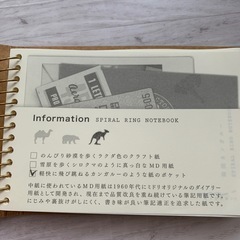 Information SPIRAL RING NOTEBOOK
□ のんびり砂漠を歩くラクダ色のクラフト紙
□ 雪原を歩くシロクマのように真っ白なMD用紙
☑ 軽快に飛び跳ねるカンガルーのような紙のポケット
中紙に使われているMD用紙は1960年代にミドリオリジナルのダイアリー
用紙として開発され、現在まで品質改良を重ね続けている筆記用紙です。
にじみや裏抜けがしにくく、書き味が良い筆記適正を追求した紙です。